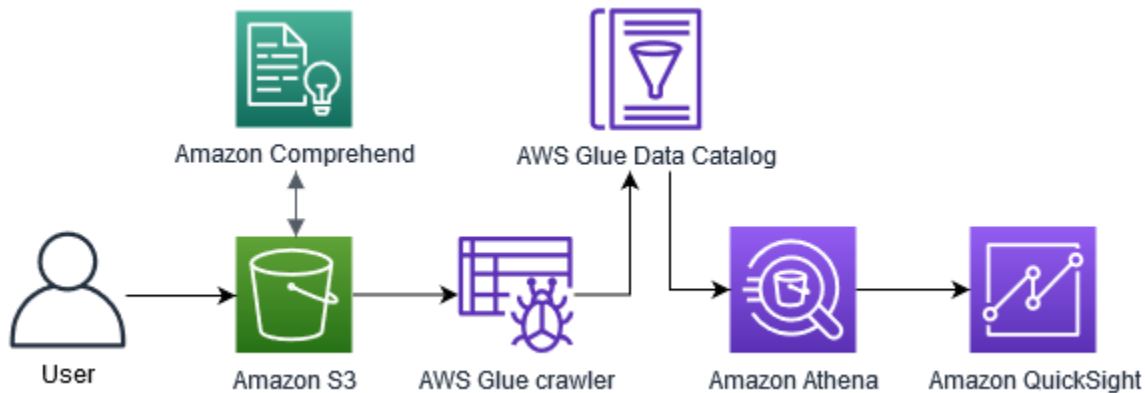 Amazon Comprehend
AWS Glue Data Catalog
User
Amazon S3
AWS Glue crawler
Amazon Athena
Amazon QuickSight